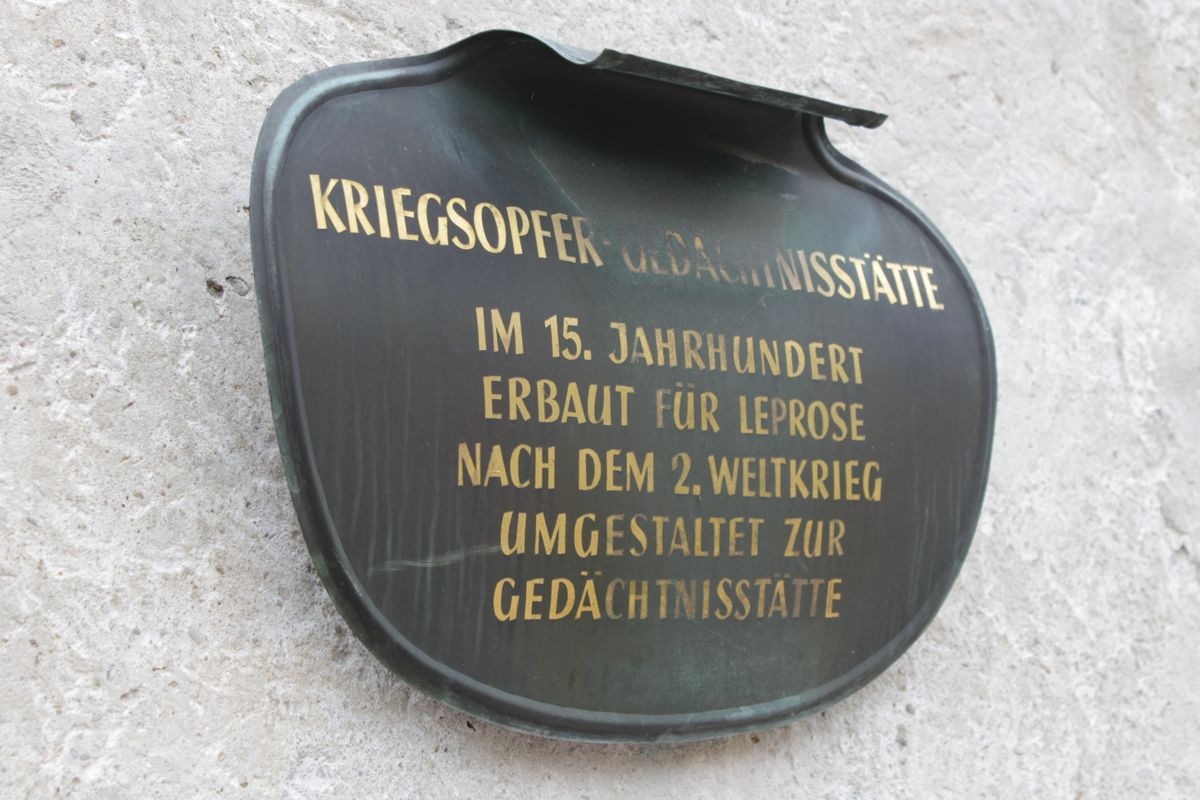 KRIEGSOPFER-GEDÄCHTNISSTÄTTE
IM 15. JAHRHUNDERT
ERBAUT FÜR LEPROSE
NACH DEM 2. WELTKRIEG
UMGESTALTET ZUR
GEDÄCHTNISSTÄTTE